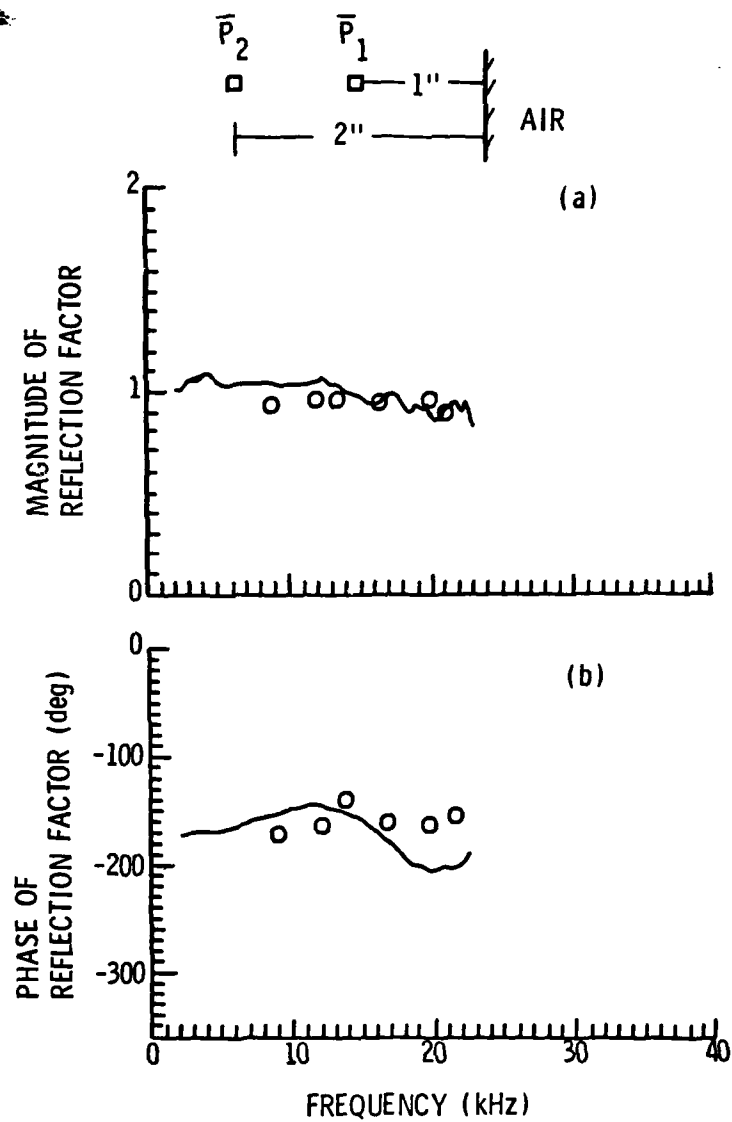 P̅2 P̅1
1"
2" AIR
(a)
2
1
0
MAGNITUDE OF
REFLECTION FACTOR
(b)
0
-100
-200
-300
PHASE OF
REFLECTION FACTOR (deg)
0 10 20 30 40
FREQUENCY (kHz)